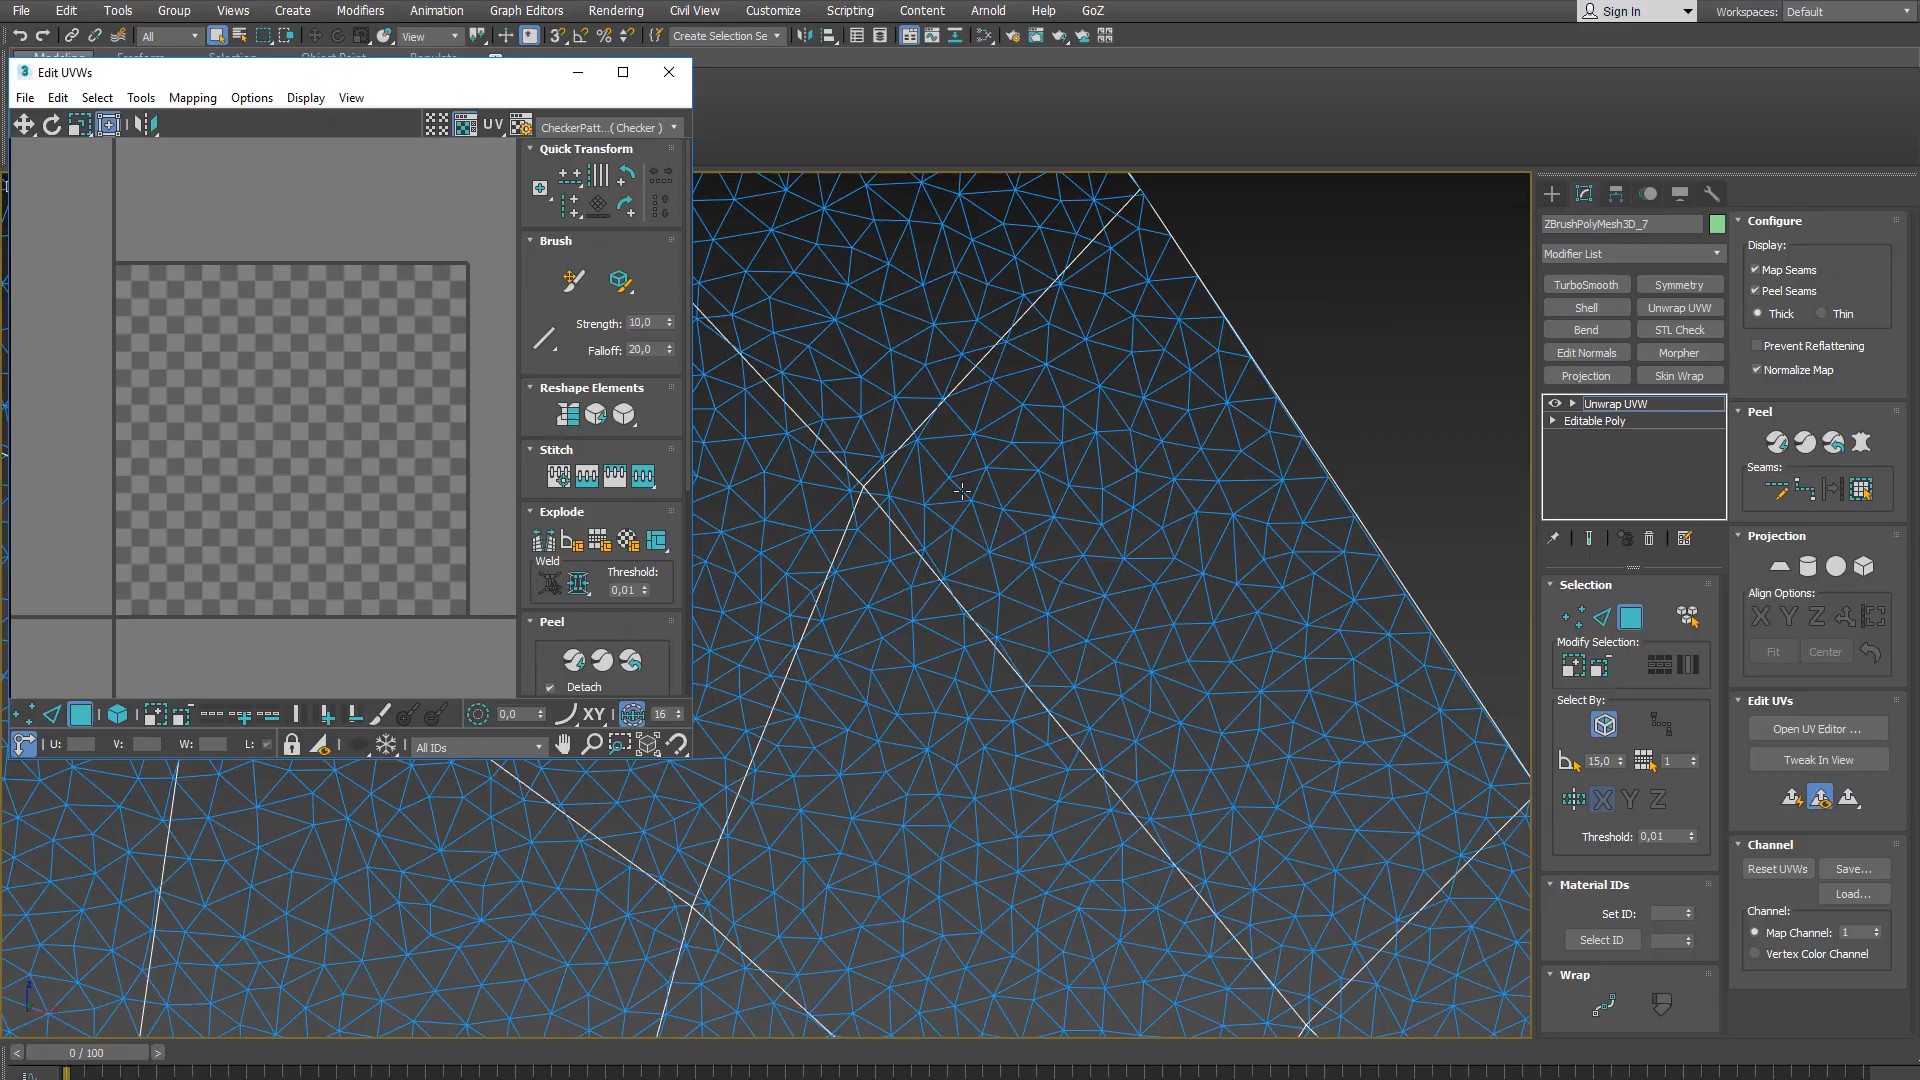 File Edit Tools Group Views Create Modifiers Animation Graph Editors Rendering Civil View Customize Scripting Content Arnold Help GoZ Sign In Workspaces: Default
All View Create Selection Se
Edit UVWs
File Edit Select Tools Mapping Options Display View
UV CheckerPatt...( Checker )
Quick Transform
Brush
Strength: 10,0
Falloff: 20,0
Reshape Elements
Stitch
Explode
Weld
Threshold:
0,01
Peel
Detach
0,0 XY 16
U: V: W: L: All IDs
ZBrushPolyMesh3D_7
Modifier List
TurboSmooth Symmetry
Shell Unwrap UVW
Bend STL Check
Edit Normals Morpher
Projection Skin Wrap
Unwrap UVW
Editable Poly
Selection
Modify Selection:
Select By:
15,0 1
X Y Z
Threshold: 0,01
Material IDs
Set ID:
Select ID
Wrap
Configure
Display:
Map Seams
Peel Seams
Thick Thin
Prevent Reflattening
Normalize Map
Peel
Seams:
Projection
Align Options:
X Y Z
Fit Center
Edit UVs
Open UV Editor ...
Tweak In View
Channel
Reset UVWs Save...
Load...
Channel:
Map Channel: 1
Vertex Color Channel
< 0 / 100 >